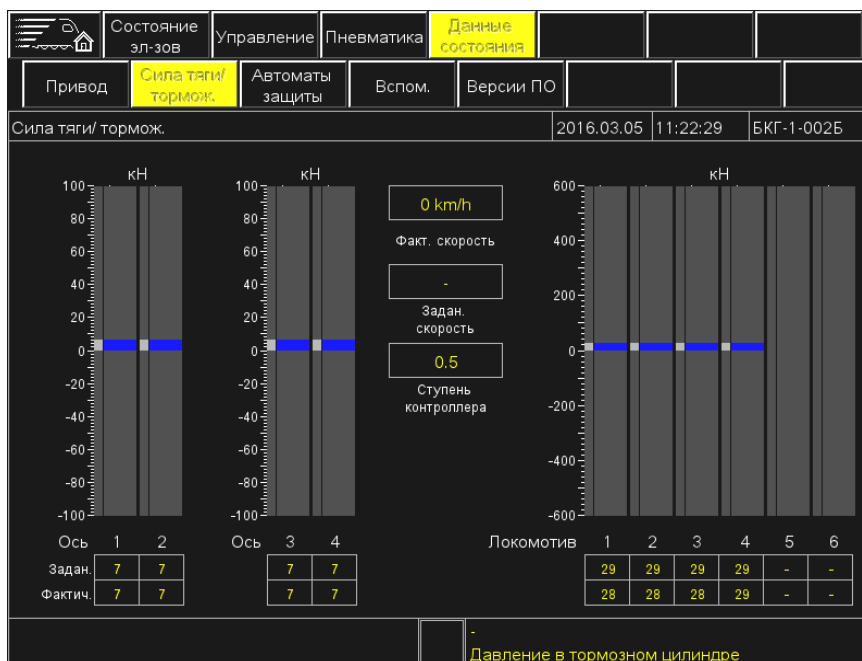 Состояние эл-зов
Управление
Пневматика
Данные состояния
Привод
Сила тяги/ тормож.
Автоматы защиты
Вспом.
Версии ПО
Сила тяги/ тормож.
2016.03.05
11:22:29
БКГ-1-002Б
кН
кН
кН
100
80
60
40
20
0
-20
-40
-60
-80
-100
100
80
60
40
20
0
-20
-40
-60
-80
-100
0 km/h
Факт. скорость
-
Задан.
скорость
0.5
Ступень
контроллера
600
400
200
0
-200
-400
-600
Ось 1 2
Ось 3 4
Локомотив 1 2 3 4 5 6
Задан. 7 7 7 7 29 29 29 29 - -
Фактич. 7 7 7 7 28 28 28 29 - -
-
Давление в тормозном цилиндре